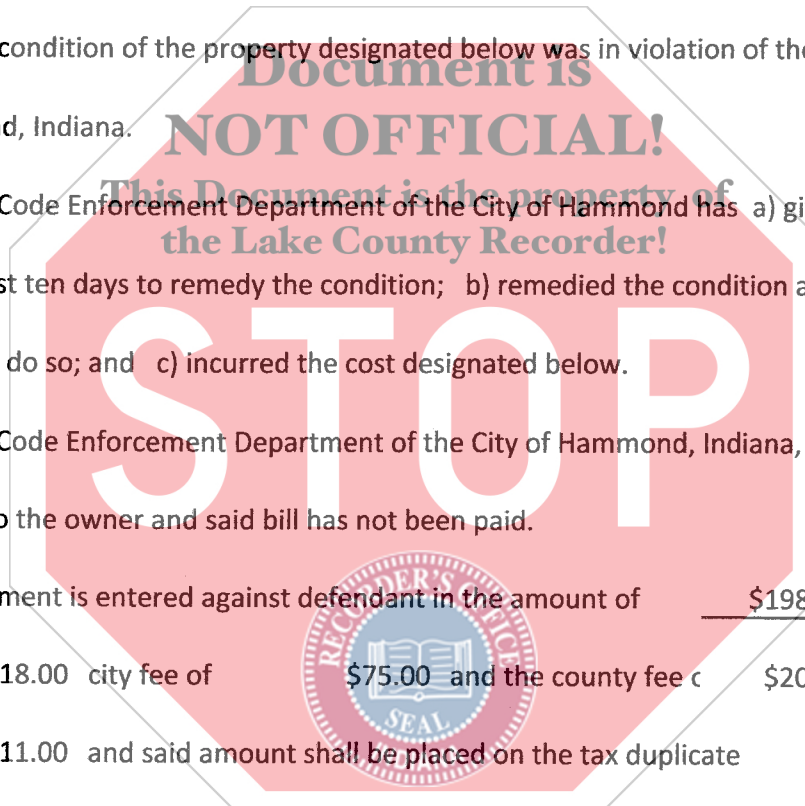 condition of the property designated below was in violation of the
Document is
d, Indiana.
NOT OFFICIAL!
This Document is the property of
Code Enforcement Department of the City of Hammond has a) gi
the Lake County Recorder!
st ten days to remedy the condition; b) remedied the condition a
STOP
do so; and c) incurred the cost designated below.
Code Enforcement Department of the City of Hammond, Indiana,
o the owner and said bill has not been paid.
ment is entered against defendant in the amount of $198
RECORDER'S OFFICE
18.00 city fee of $75.00 and the county fee $20
SEAL
11.00 and said amount shall be placed on the tax duplicate